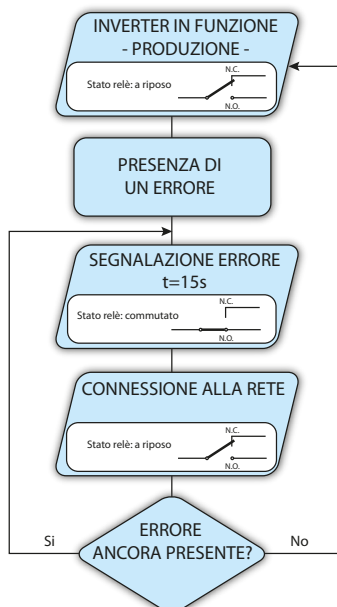 INVERTER IN FUNZIONE
- PRODUZIONE -
N.C.
Stato relè: a riposo
N.O.
PRESENZA DI
UN ERRORE
SEGNALAZIONE ERRORE
t=15s
N.C.
Stato relè: commutato
N.O.
CONNESSIONE ALLA RETE
N.C.
Stato relè: a riposo
N.O.
Si
ERRORE
ANCORA PRESENTE?
No